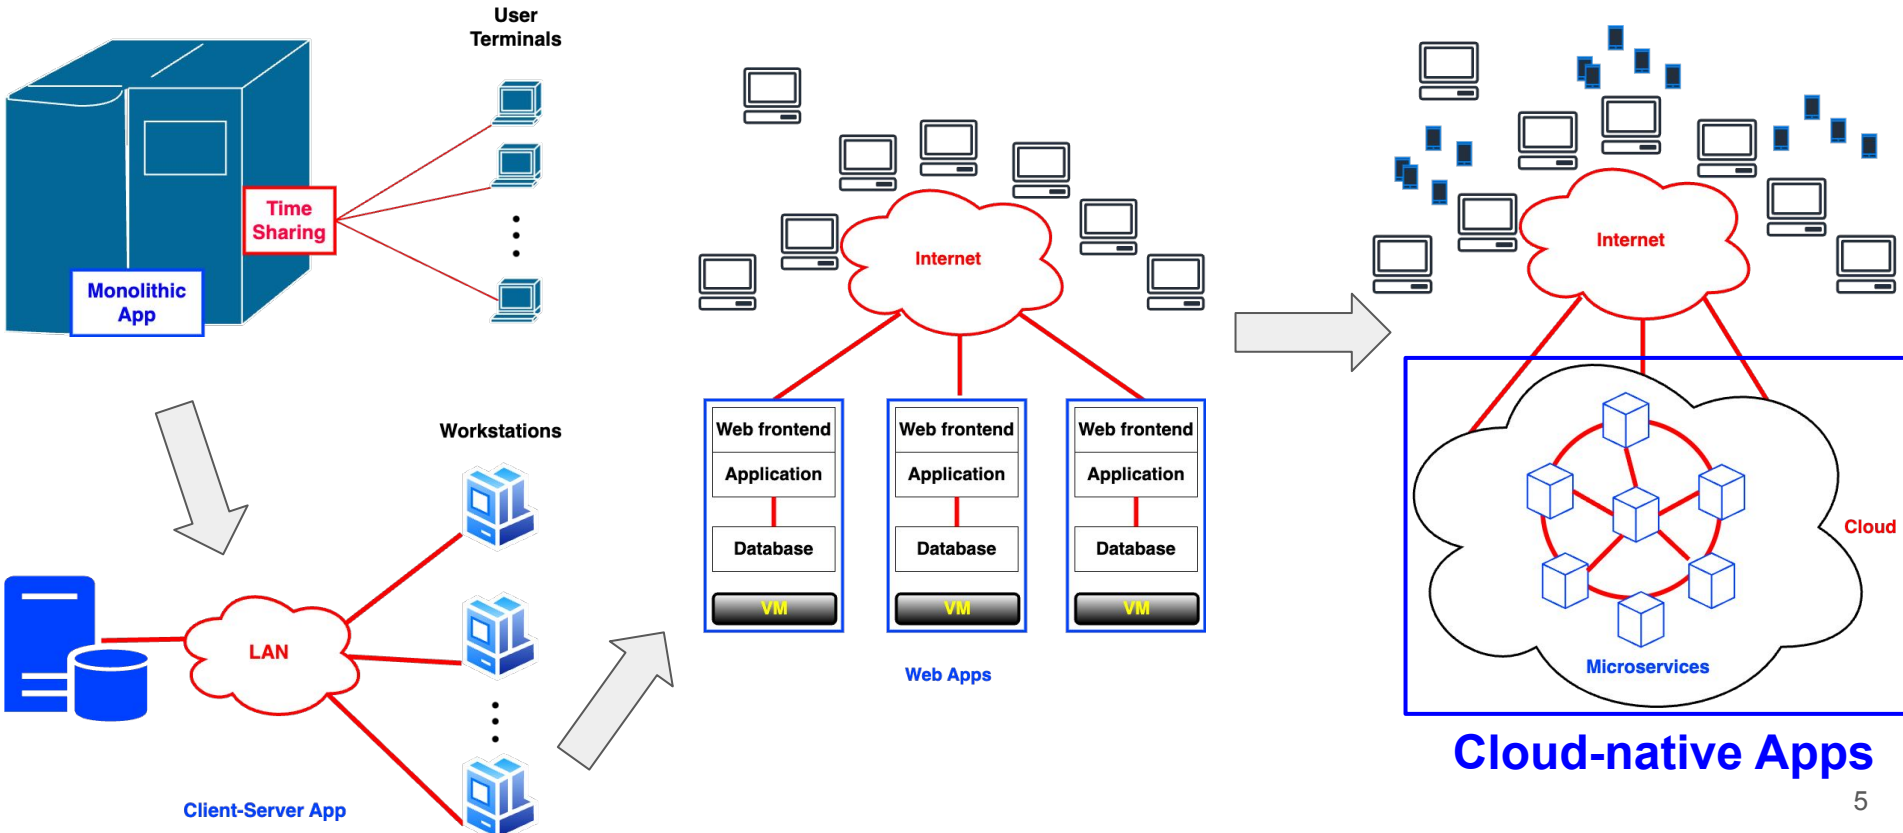 User
Terminals
Time
Sharing
Monolithic
App
Workstations
LAN
Client-Server App
Internet
Web frontend
Application
Database
VM
Web frontend
Application
Database
VM
Web frontend
Application
Database
VM
Web Apps
Internet
Cloud
Microservices
Cloud-native Apps
5